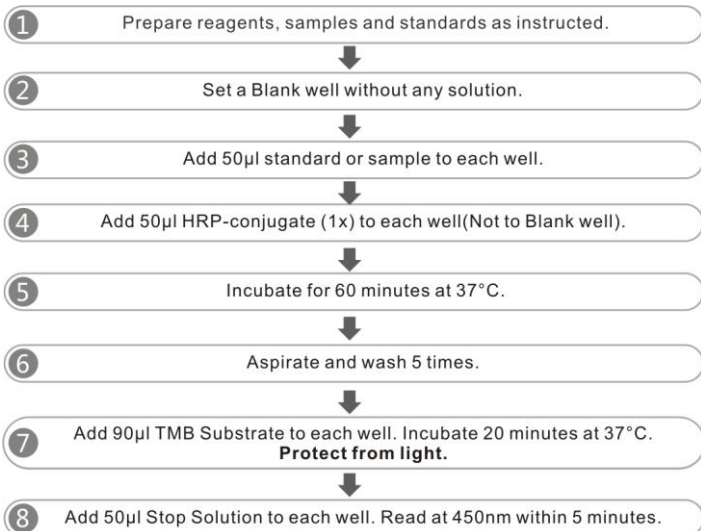 1 Prepare reagents, samples and standards as instructed.
2 Set a Blank well without any solution.
3 Add 50µl standard or sample to each well.
4 Add 50µl HRP-conjugate (1x) to each well(Not to Blank well).
5 Incubate for 60 minutes at 37°C.
6 Aspirate and wash 5 times.
7 Add 90µl TMB Substrate to each well. Incubate 20 minutes at 37°C.
Protect from light.
8 Add 50µl Stop Solution to each well. Read at 450nm within 5 minutes.